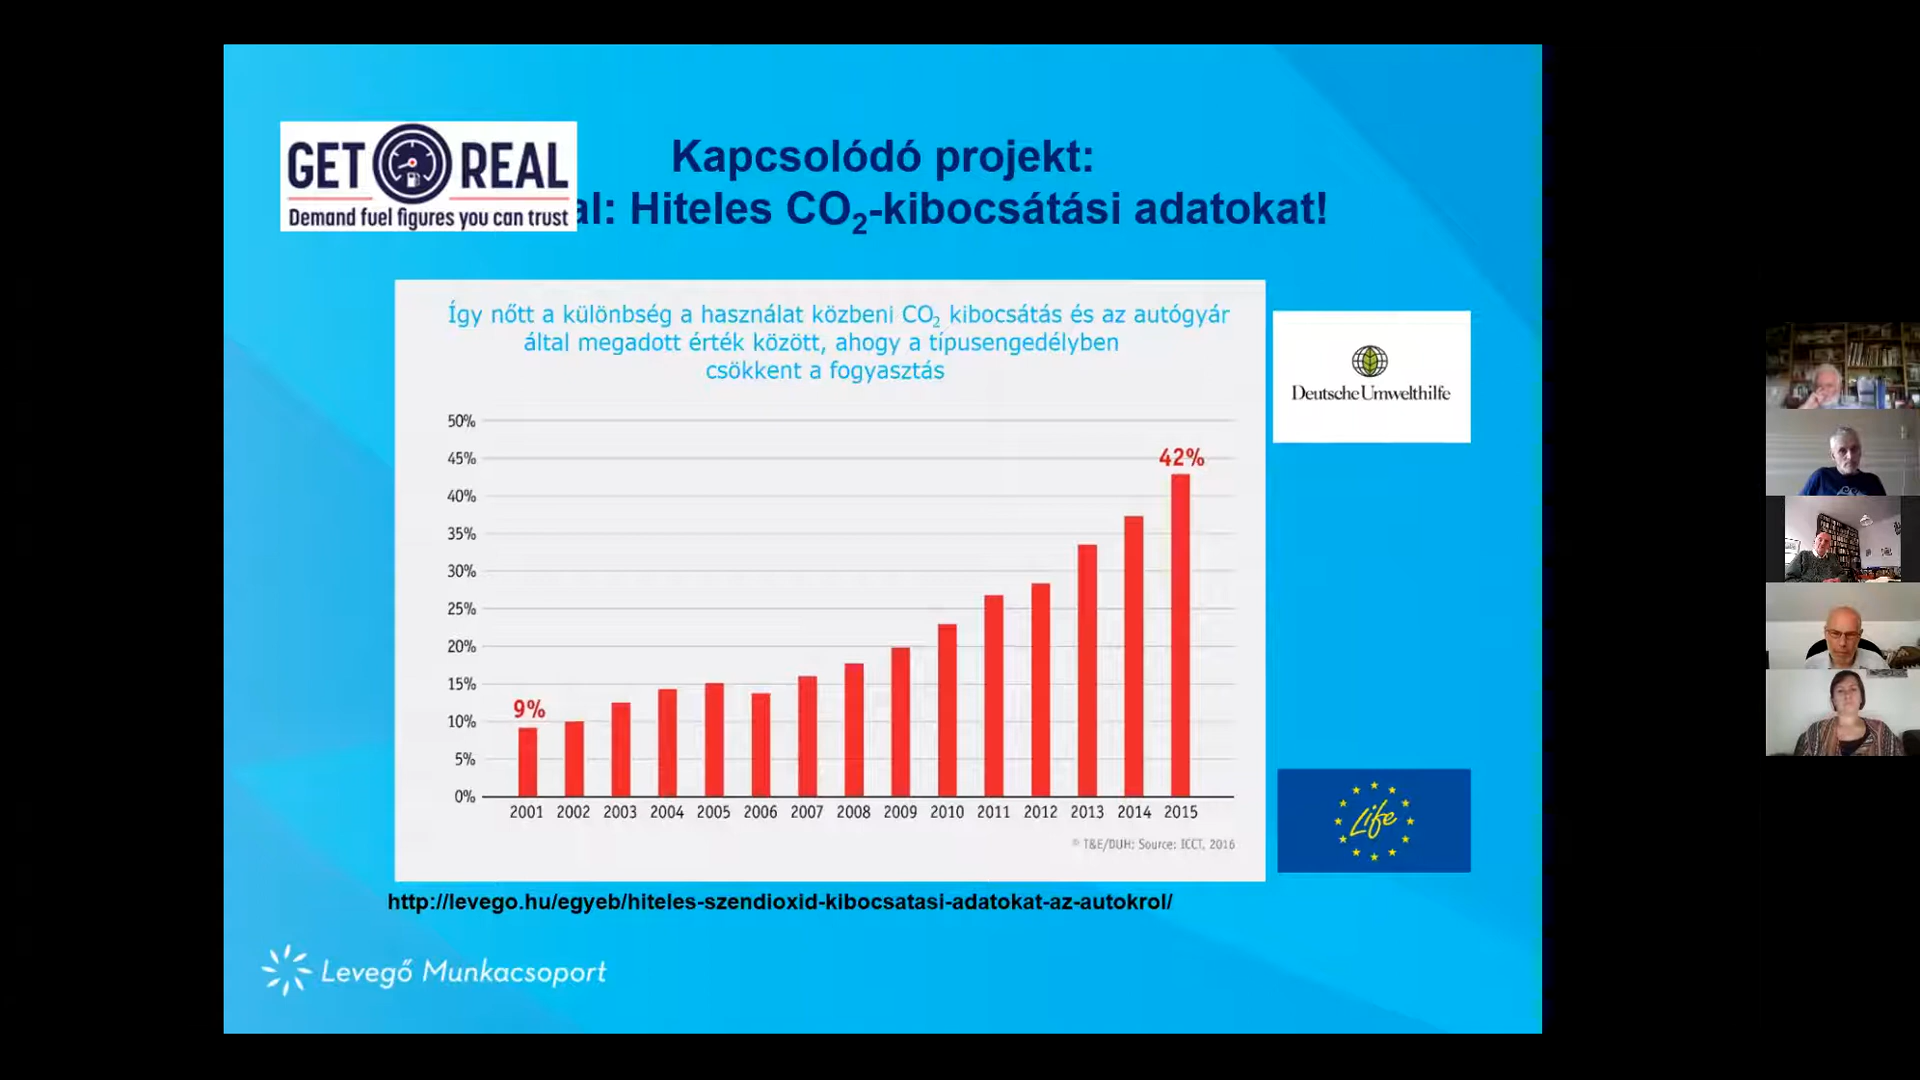 GET REAL
Demand fuel figures you can trust
Kapcsolódó projekt:
al: Hiteles CO₂-kibocsátási adatokat!
Így nőtt a különbség a használat közbeni CO₂ kibocsátás és az autógyár
által megadott érték között, ahogy a típusengedélyben
csökkent a fogyasztás
50%
45%
40%
35%
30%
25%
20%
15%
10%
5%
0%
9%
42%
2001 2002 2003 2004 2005 2006 2007 2008 2009 2010 2011 2012 2013 2014 2015
© T&E/DUH; Source: ICCT, 2016
Deutsche Umwelthilfe
Life
http://levego.hu/egyeb/hiteles-szendioxid-kibocsatasi-adatokat-az-autokrol/
Levegő Munkacsoport